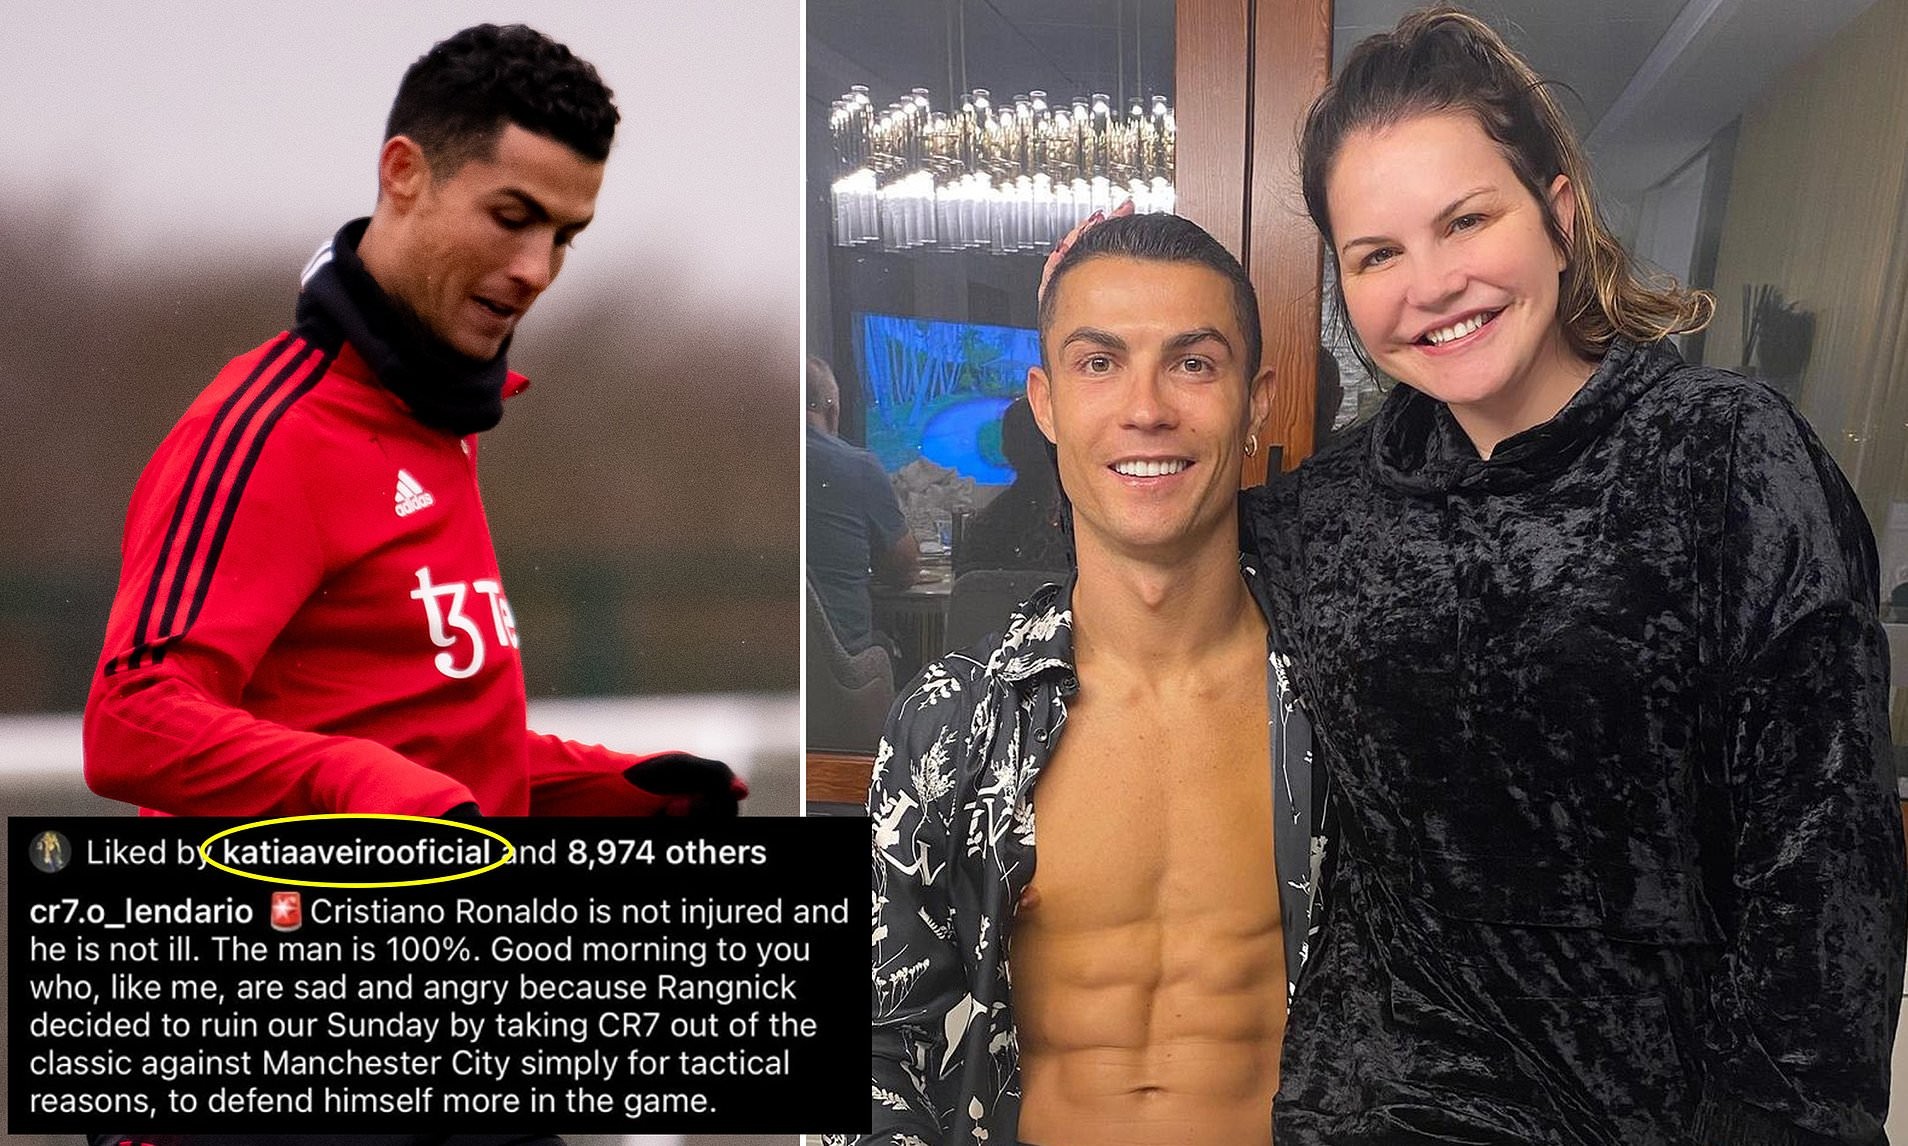 adidas
Te
Liked by katiaaveirooficial and 8,974 others
cr7.o_lendario 🚨 Cristiano Ronaldo is not injured and
he is not ill. The man is 100%. Good morning to you
who, like me, are sad and angry because Rangnick
decided to ruin our Sunday by taking CR7 out of the
classic against Manchester City simply for tactical
reasons, to defend himself more in the game.